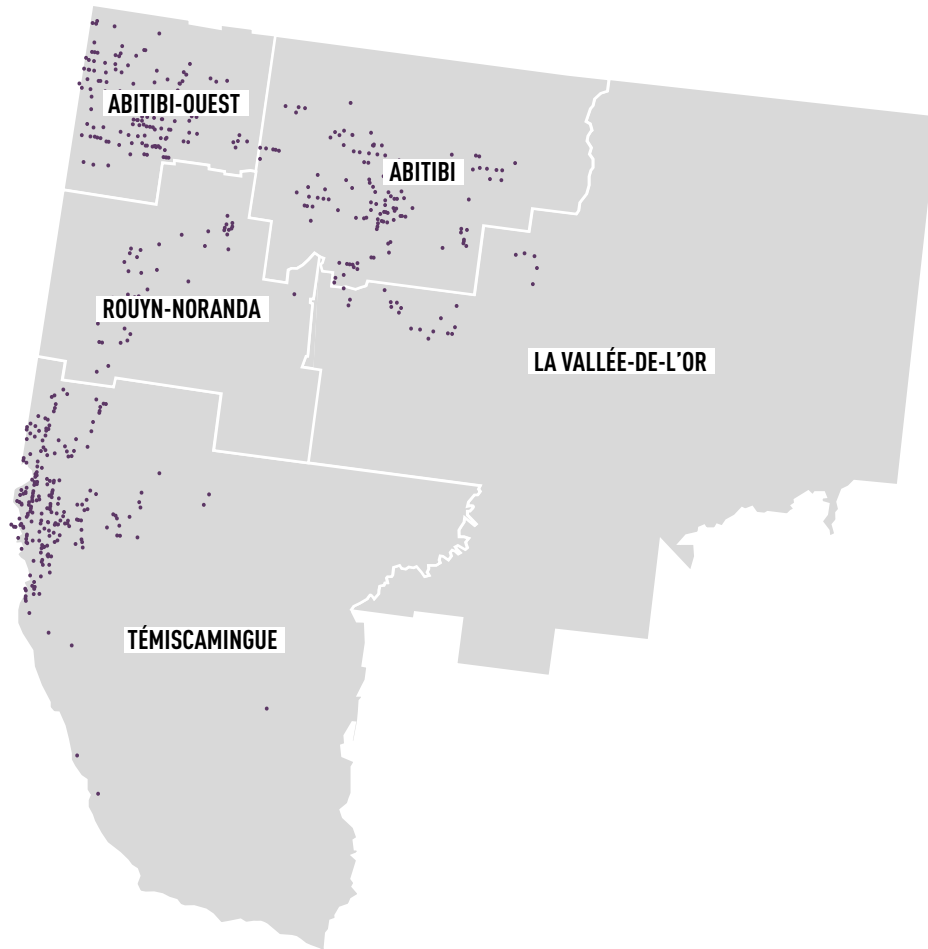 ABITIBI-OUEST
ABITIBI
ROUYN-NORANDA
LA VALLÉE-DE-L'OR
TÉMISCAMINGUE